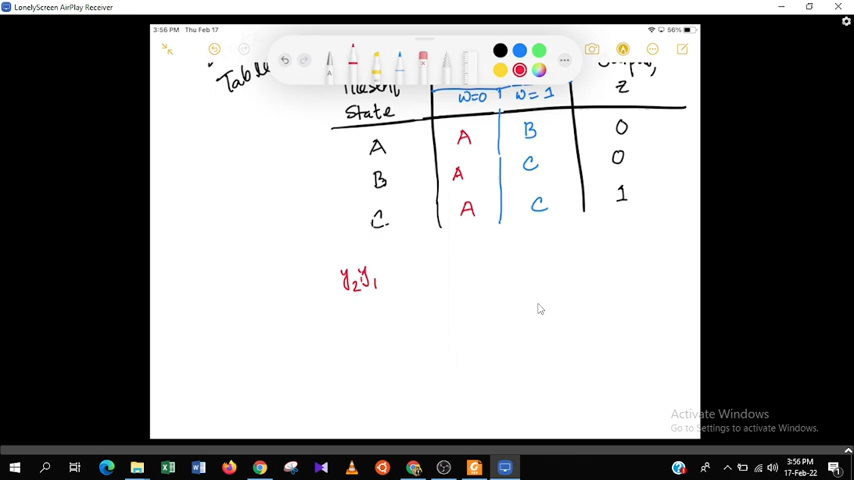 LonelyScreen AirPlay Receiver
3:56 PM Thu Feb 17
56%
Table
Present
State
w=0
w=1
z
A A B 0
B A C 0
C A C 1
y₂y₁
Activate Windows
Go to Settings to activate Windows.
3:56 PM
17-Feb-22